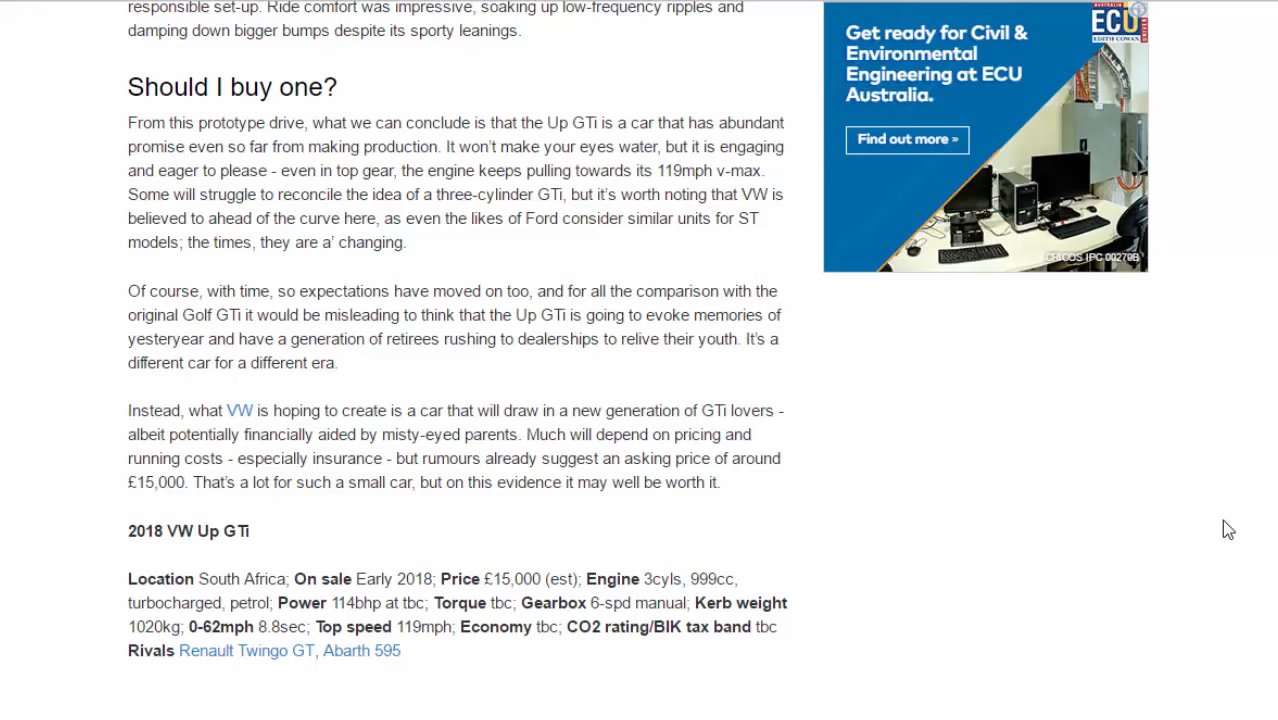 responsible set-up. Ride comfort was impressive, soaking up low-frequency ripples and
damping down bigger bumps despite its sporty leanings.
Should I buy one?
From this prototype drive, what we can conclude is that the Up GTi is a car that has abundant
promise even so far from making production. It won't make your eyes water, but it is engaging
and eager to please - even in top gear, the engine keeps pulling towards its 119mph v-max.
Some will struggle to reconcile the idea of a three-cylinder GTi, but it's worth noting that VW is
believed to ahead of the curve here, as even the likes of Ford consider similar units for ST
models; the times, they are a' changing.
Of course, with time, so expectations have moved on too, and for all the comparison with the
original Golf GTi it would be misleading to think that the Up GTi is going to evoke memories of
yesteryear and have a generation of retirees rushing to dealerships to relive their youth. It's a
different car for a different era.
Instead, what VW is hoping to create is a car that will draw in a new generation of GTi lovers -
albeit potentially financially aided by misty-eyed parents. Much will depend on pricing and
running costs - especially insurance - but rumours already suggest an asking price of around
£15,000. That's a lot for such a small car, but on this evidence it may well be worth it.
2018 VW Up GTi
Location South Africa; On sale Early 2018; Price £15,000 (est); Engine 3cyls, 999cc,
turbocharged, petrol; Power 114bhp at tbc; Torque tbc; Gearbox 6-spd manual; Kerb weight
1020kg; 0-62mph 8.8sec; Top speed 119mph; Economy tbc; CO2 rating/BIK tax band tbc
Rivals Renault Twingo GT, Abarth 595
Get ready for Civil &
Environmental
Engineering at ECU
Australia.
Find out more »
AUSTRALIA
ECU
EDITH COWAN
UNIVERSITY
CRICOS IPC 00279B